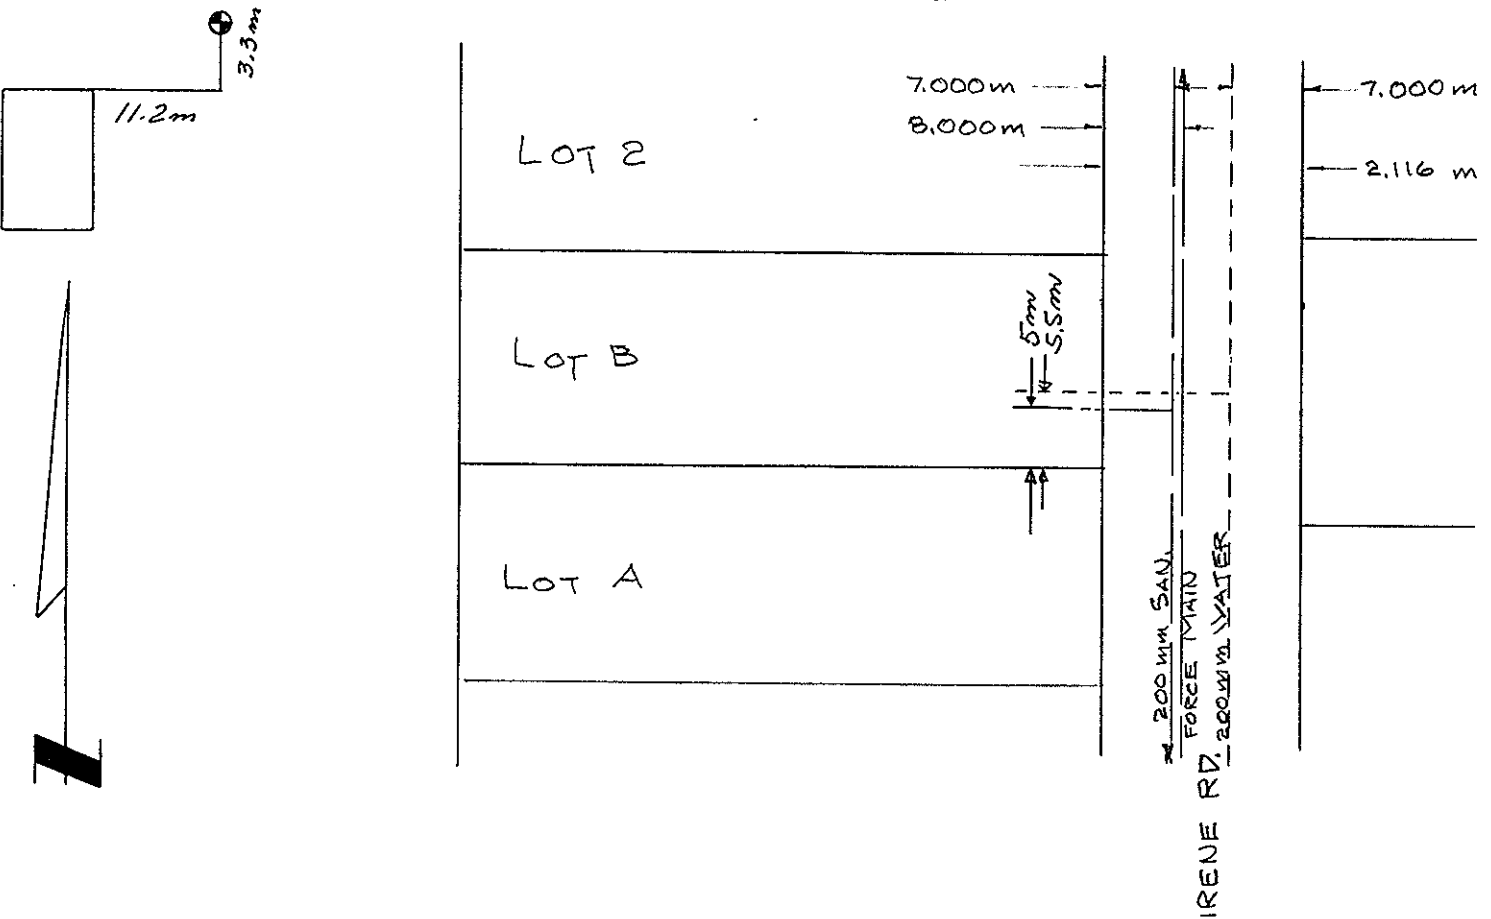 3.3m
11.2m
7.000m
7.000m
8.000m
2.116 m
LOT 2
5m
5.5m
LOT B
LOT A
200mm SAN.
FORCE MAIN
200mm WATER
IRENE RD.